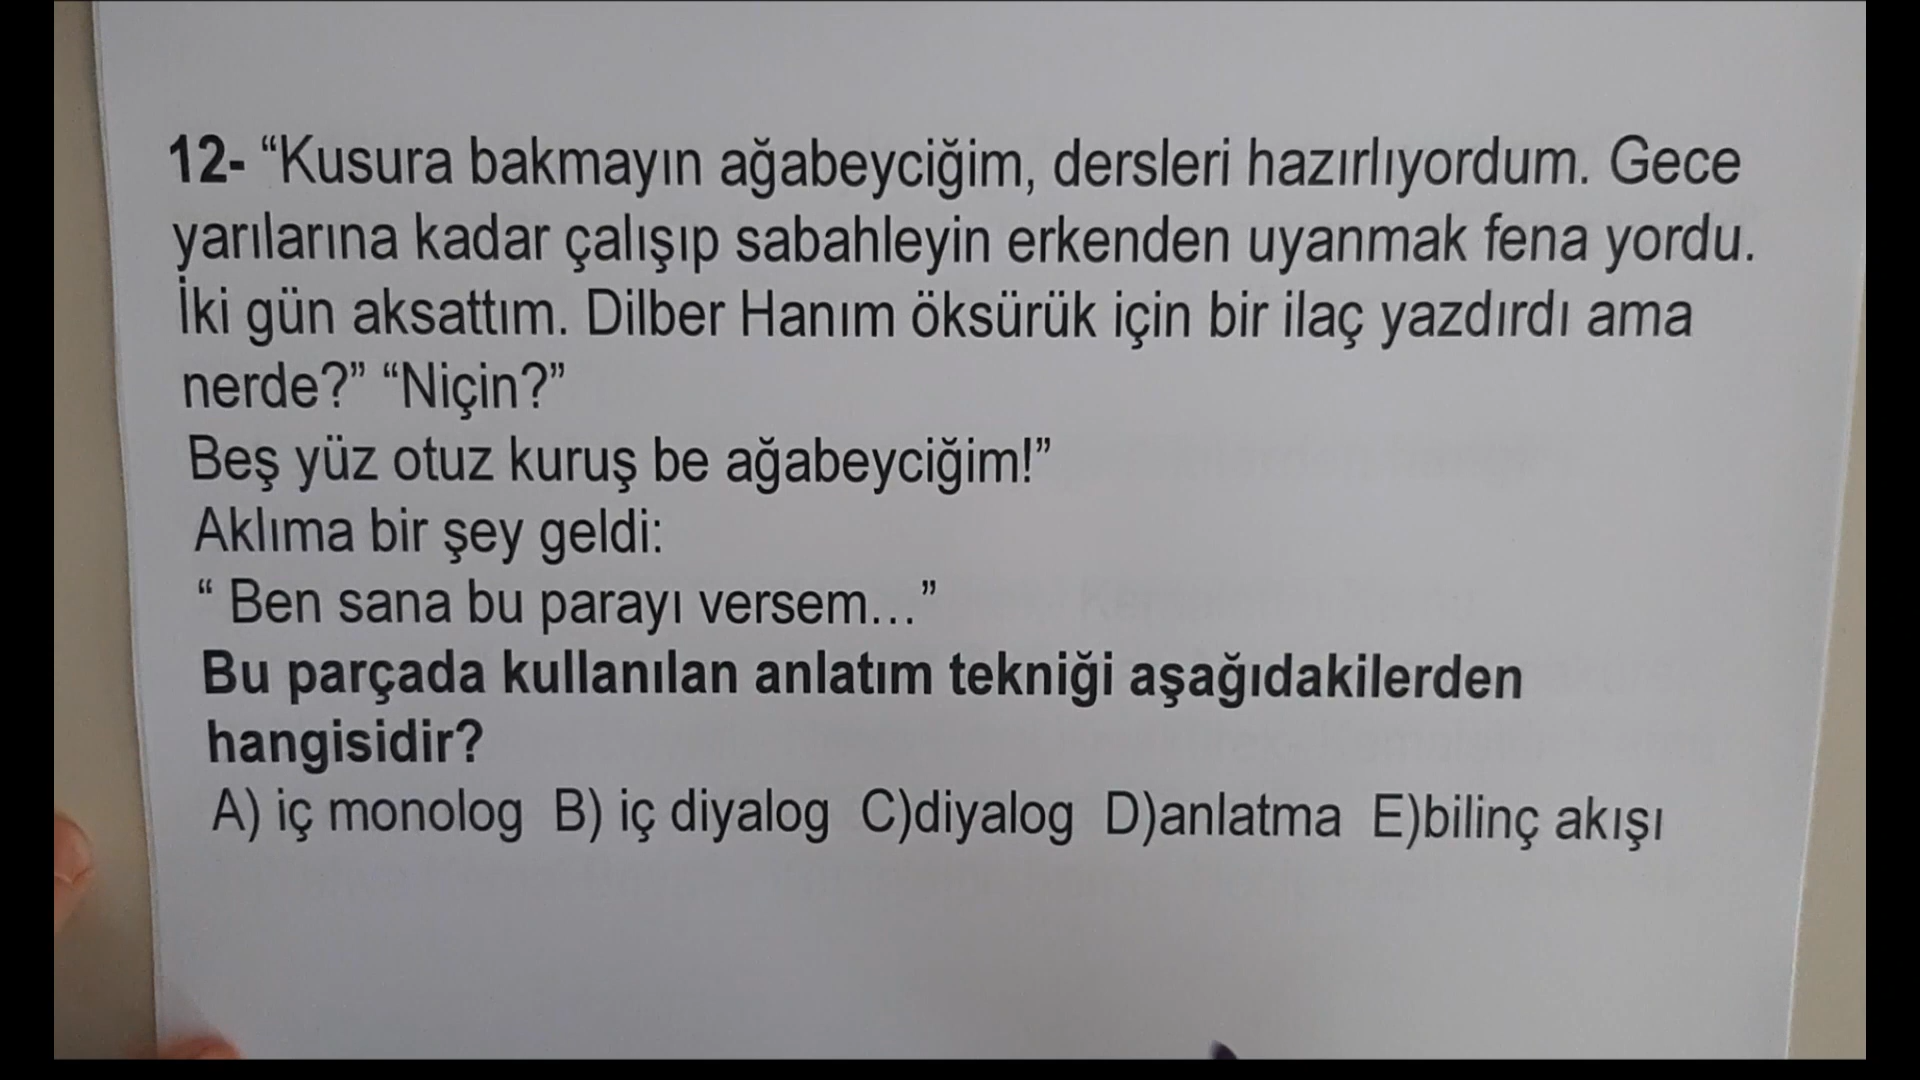 12- “Kusura bakmayın ağabeyciğim, dersleri hazırlıyordum. Gece
yarılarına kadar çalışıp sabahleyin erkenden uyanmak fena yordu.
İki gün aksattım. Dilber Hanım öksürük için bir ilaç yazdırdı ama
nerde?” “Niçin?”
Beş yüz otuz kuruş be ağabeyciğim!”
Aklıma bir şey geldi:
“ Ben sana bu parayı versem...”
Bu parçada kullanılan anlatım tekniği aşağıdakilerden
hangisidir?
A) iç monolog B) iç diyalog C)diyalog D)anlatma E)bilinç akışı